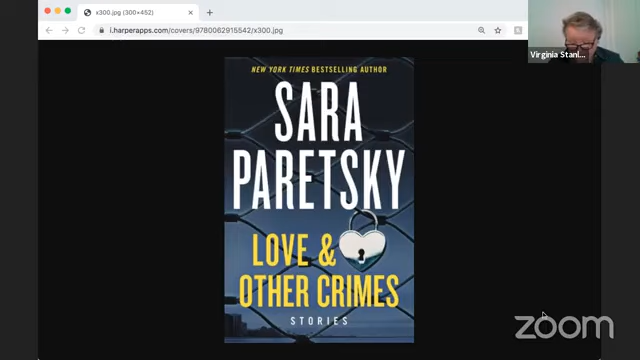 x300.jpg (300×452)
i.harperapps.com/covers/9780062915542/x300.jpg
Virginia Stanl...
NEW YORK TIMES BESTSELLING AUTHOR
SARA
PARETSKY
LOVE &
OTHER CRIMES
STORIES
zoom